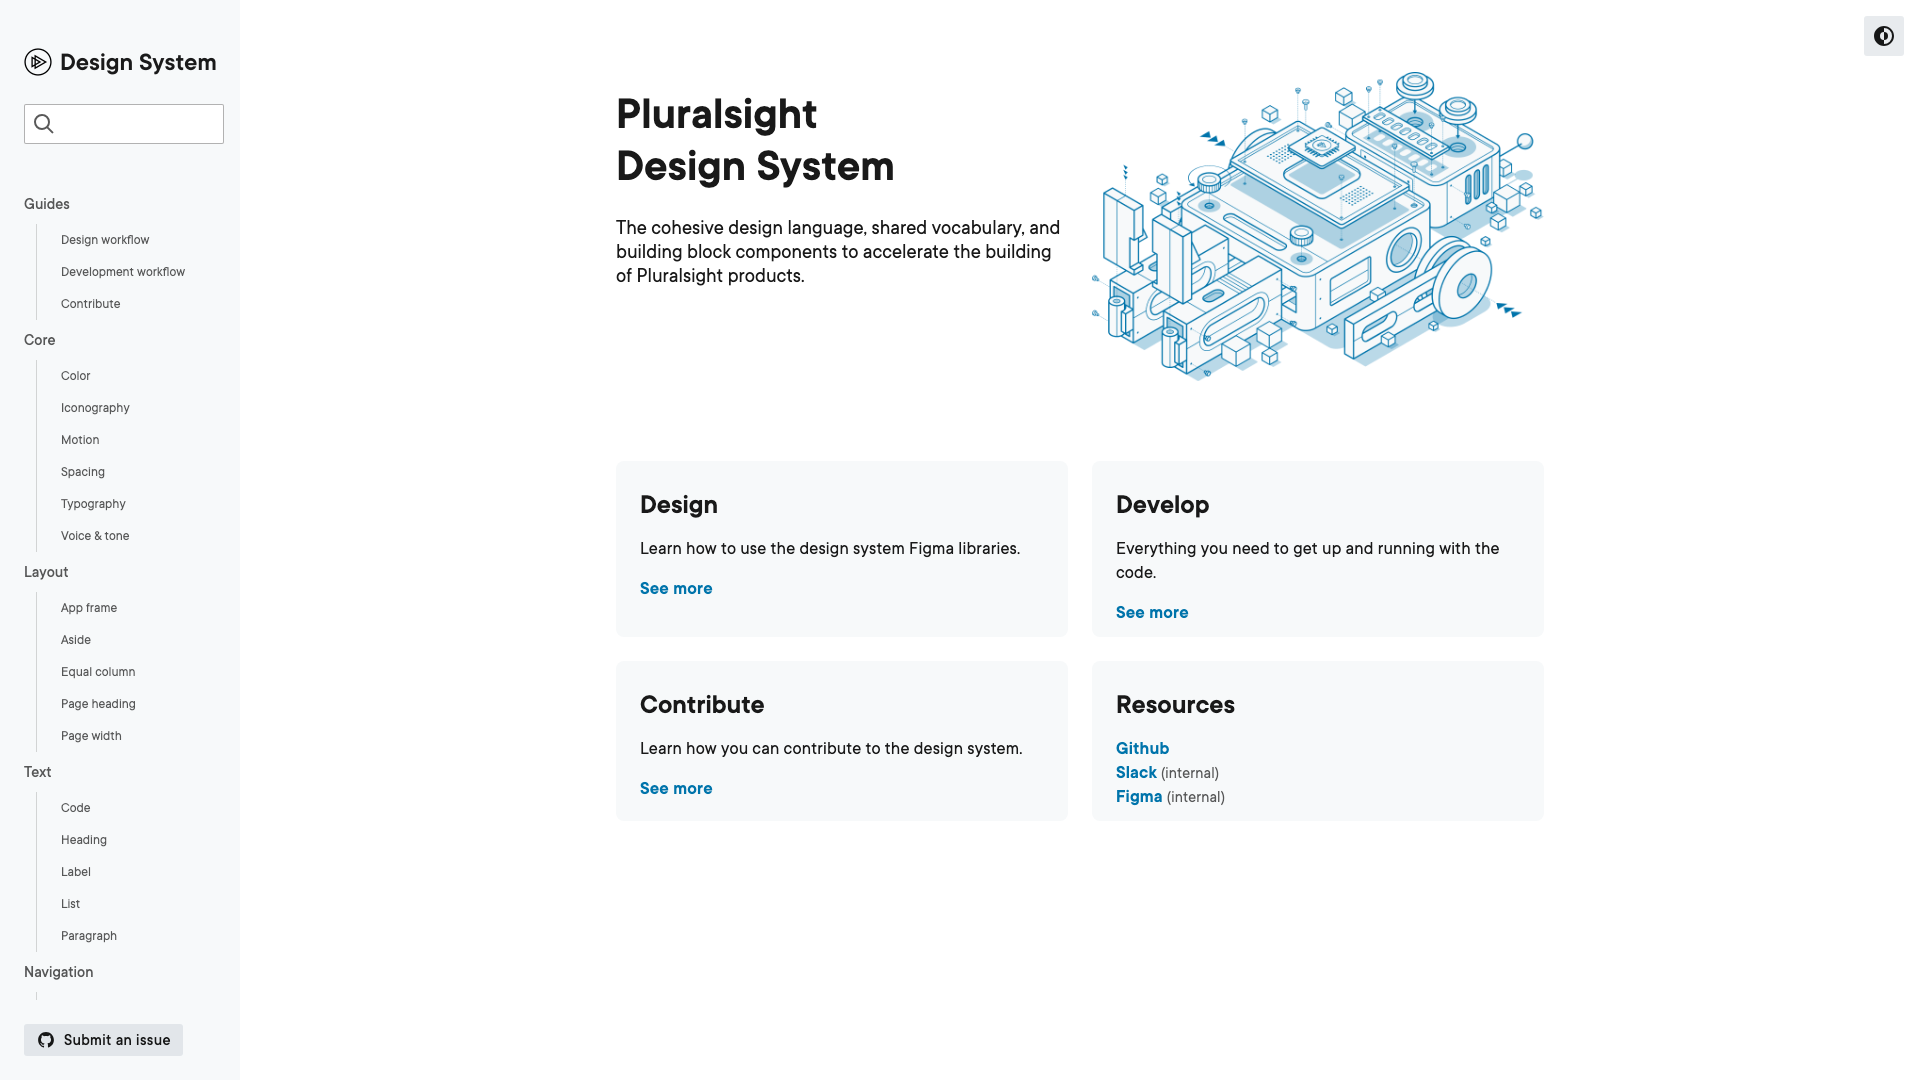 Design System
Guides
Design workflow
Development workflow
Contribute
Core
Color
Iconography
Motion
Spacing
Typography
Voice & tone
Layout
App frame
Aside
Equal column
Page heading
Page width
Text
Code
Heading
Label
List
Paragraph
Navigation
Submit an issue
Pluralsight
Design System
The cohesive design language, shared vocabulary, and
building block components to accelerate the building
of Pluralsight products.
Design
Learn how to use the design system Figma libraries.
See more
Develop
Everything you need to get up and running with the
code.
See more
Contribute
Learn how you can contribute to the design system.
See more
Resources
Github
Slack (internal)
Figma (internal)